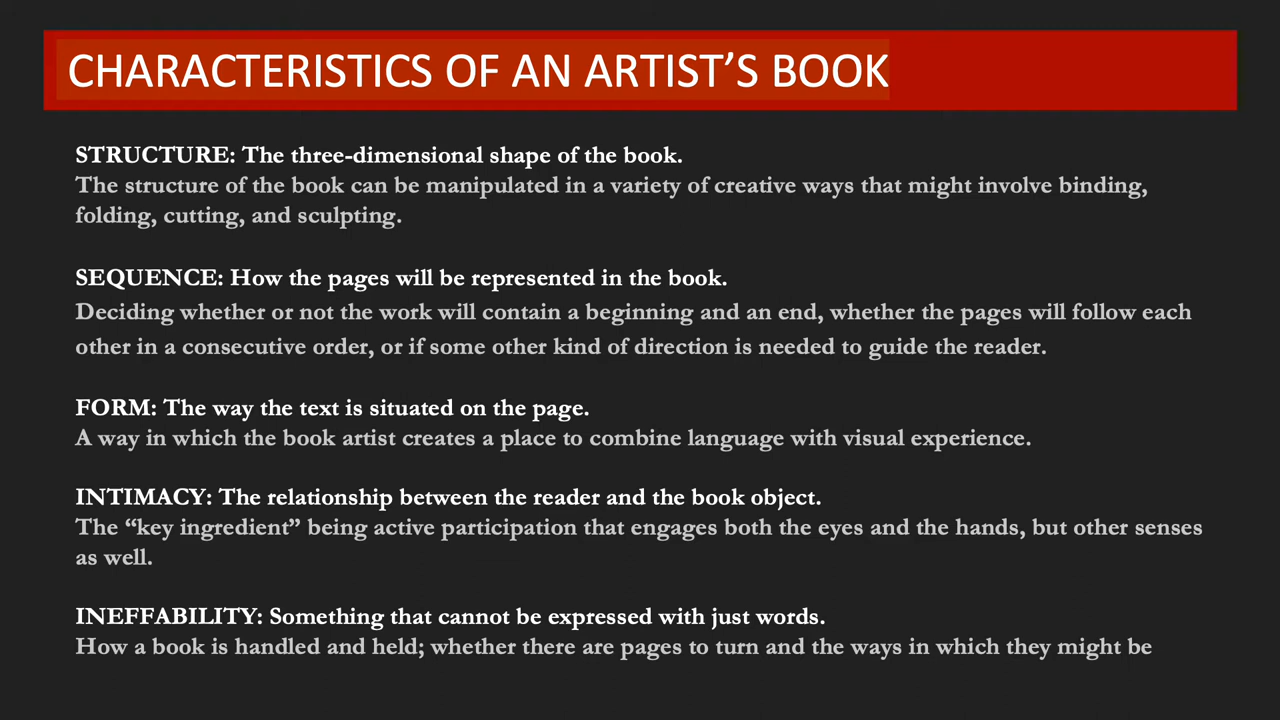 CHARACTERISTICS OF AN ARTIST’S BOOK
STRUCTURE: The three-dimensional shape of the book.
The structure of the book can be manipulated in a variety of creative ways that might involve binding,
folding, cutting, and sculpting.
SEQUENCE: How the pages will be represented in the book.
Deciding whether or not the work will contain a beginning and an end, whether the pages will follow each
other in a consecutive order, or if some other kind of direction is needed to guide the reader.
FORM: The way the text is situated on the page.
A way in which the book artist creates a place to combine language with visual experience.
INTIMACY: The relationship between the reader and the book object.
The “key ingredient” being active participation that engages both the eyes and the hands, but other senses
as well.
INEFFABILITY: Something that cannot be expressed with just words.
How a book is handled and held; whether there are pages to turn and the ways in which they might be